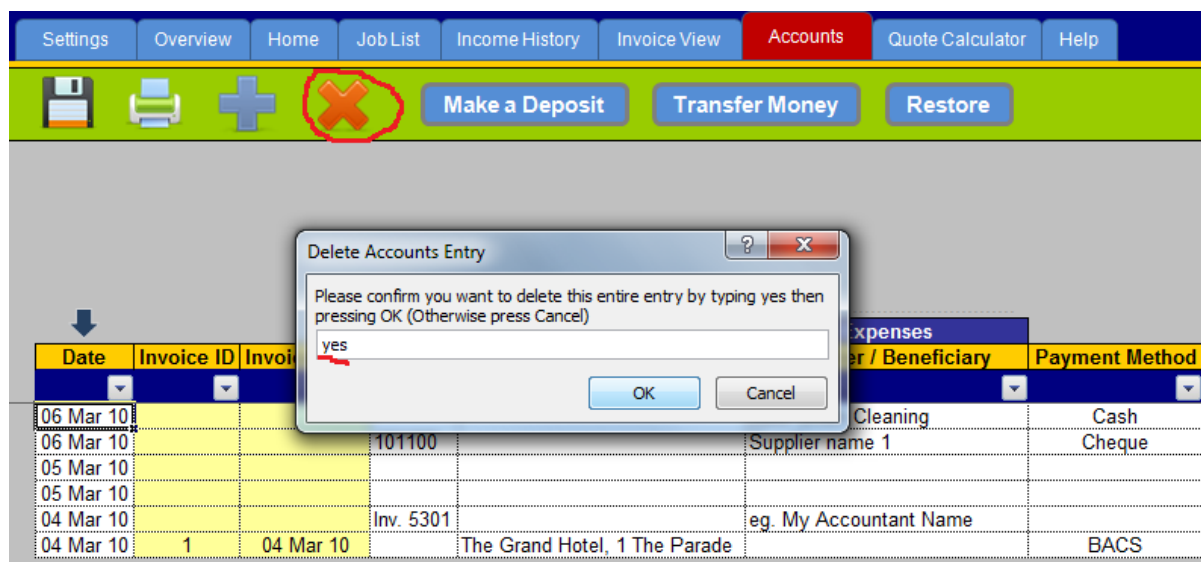 Settings Overview Home Job List Income History Invoice View Accounts Quote Calculator Help
Make a Deposit Transfer Money Restore
Delete Accounts Entry
Please confirm you want to delete this entire entry by typing yes then
pressing OK (Otherwise press Cancel)
yes
OK Cancel
Date Invoice ID / Beneficiary Payment Method
06 Mar 10 Cleaning Cash
06 Mar 10 101100 Supplier name 1 Cheque
05 Mar 10
05 Mar 10
04 Mar 10 Inv. 5301 eg. My Accountant Name
04 Mar 10 1 04 Mar 10 The Grand Hotel, 1 The Parade BACS